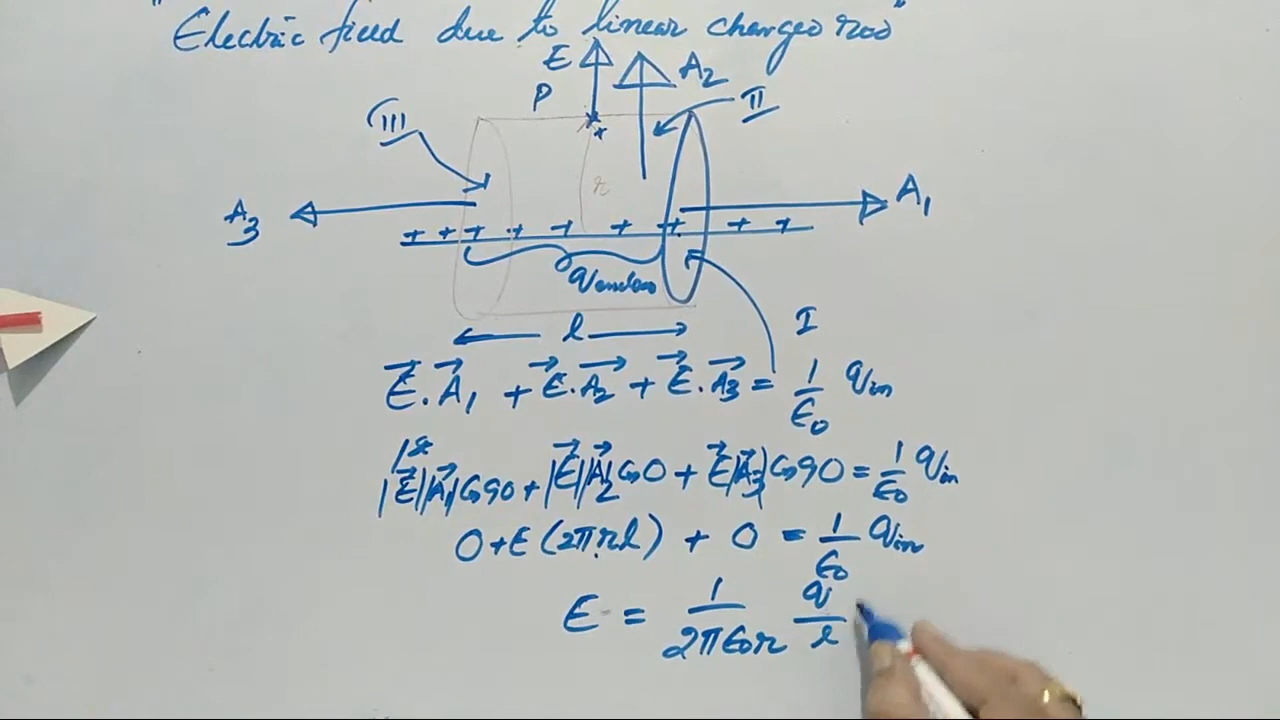 "Electric field due to linear charged rod"
E
A₂
P
II
III
r
A₁
A₃
+ + + + + + + + +
q enclos
l
I
E⃗.A⃗₁ + E⃗.A⃗₂ + E⃗.A⃗₃ = 1/ε₀ qin
|E⃗||A⃗₁|cos90 + |E⃗||A⃗₂|cos0 + E⃗|A⃗₃|cos90 = 1/ε₀ qin
0+E(2πrl) + 0 = 1/ε₀ qin
E = 1/2πε₀r q/l